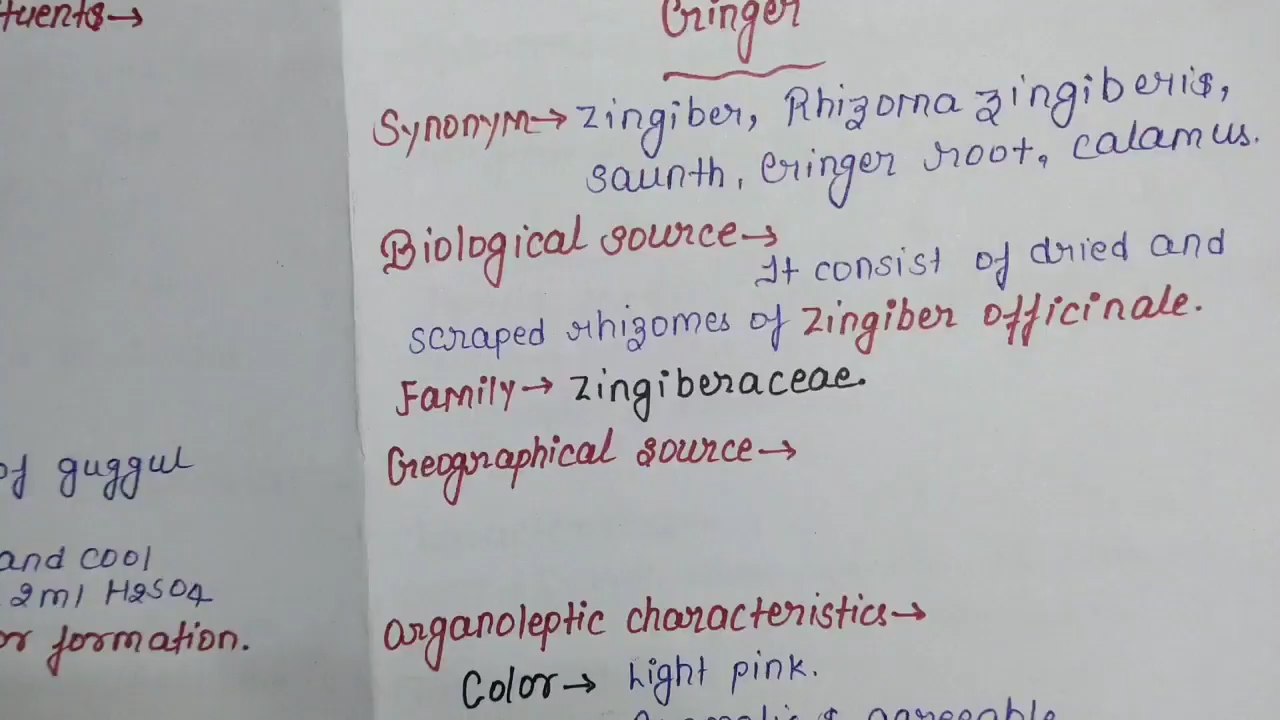 tuents→
of guggul
and cool
2ml H2SO4
or formation.
Ginger
Synonym→ Zingiber, Rhizoma zingiberis,
saunth, Ginger root, calamus.
Biological source→
It consist of dried and
scraped rhizomes of Zingiber officinale.
Family→ Zingiberaceae.
Geographical source→
Organoleptic characteristics→
Color→ Light pink.
agreeable